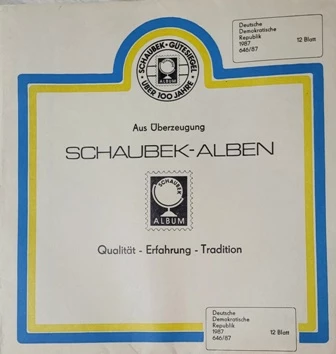 Deutsche
Demokratische
Republik
1987
646/87
12 Blatt
SCHAUBEK-GÜTESIEGEL
ÜBER 100 JAHRE
ALBUM
Aus Überzeugung
SCHAUBEK-ALBEN
SCHAUBEK
ALBUM
Qualität - Erfahrung - Tradition
Deutsche
Demokratische
Republik
1987
646/87
12 Blatt